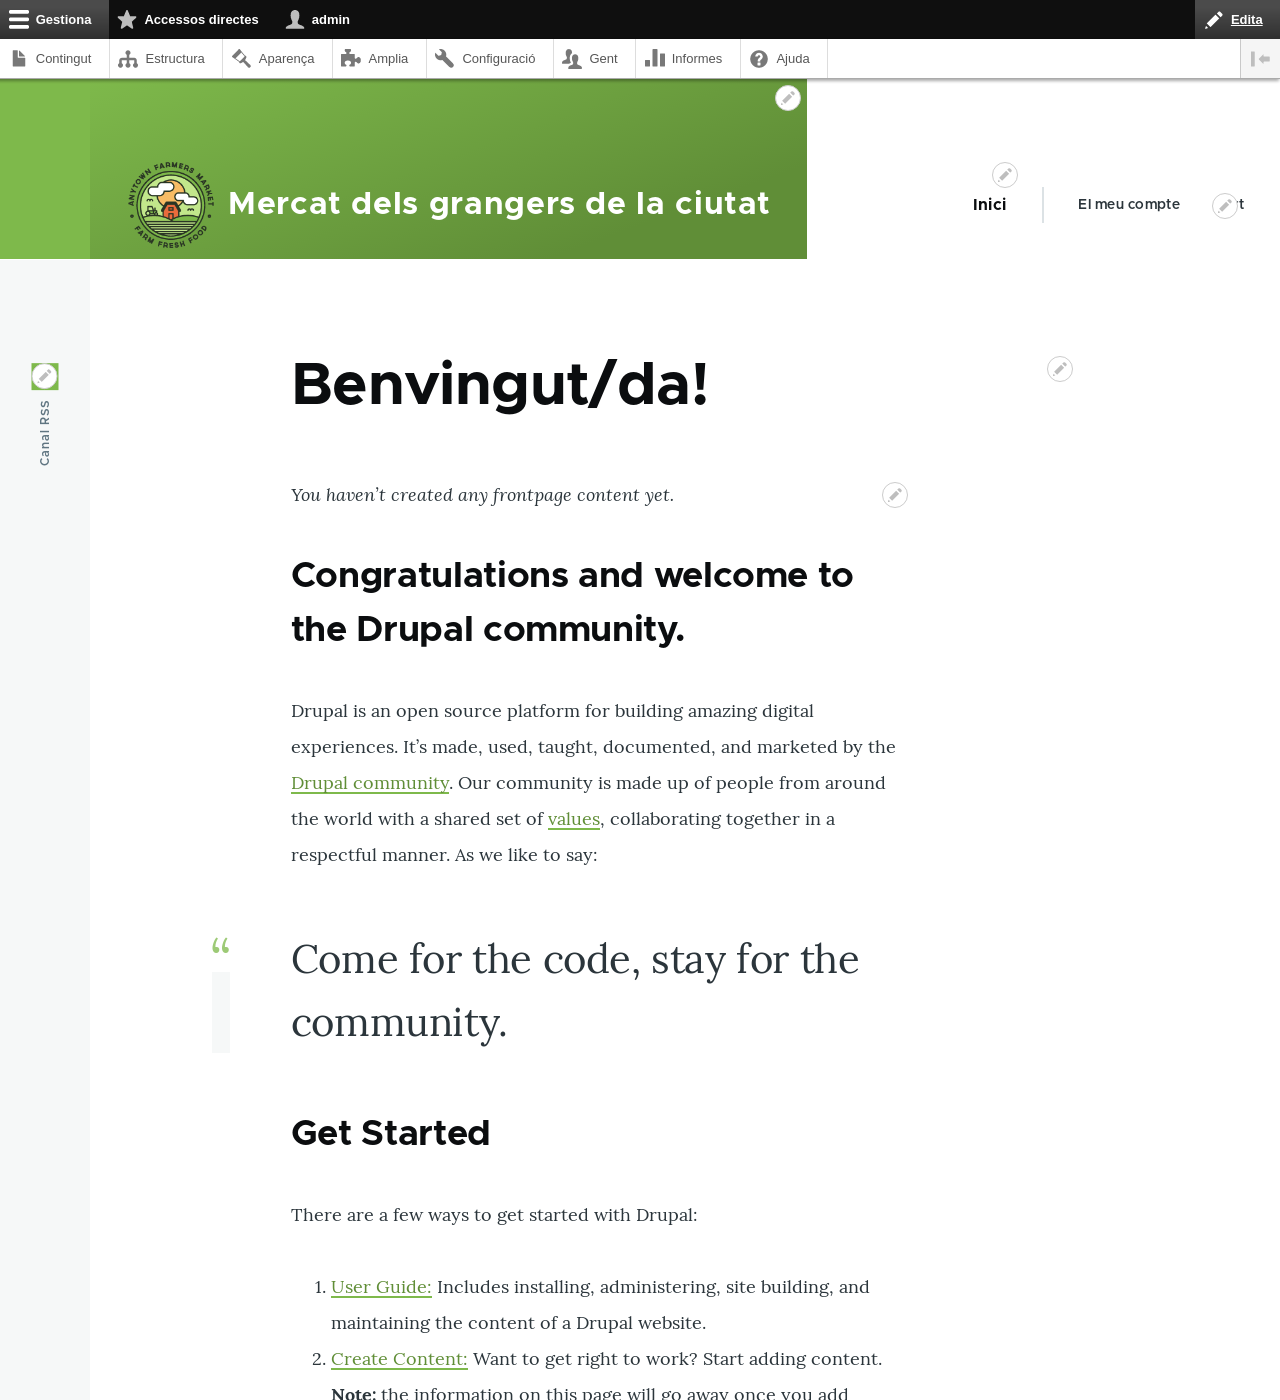 Gestiona Accessos directes admin Edita
Contingut Estructura Aparença Amplia Configuració Gent Informes Ajuda
ANYTOWN FARMERS MARKET
FARM FRESH FOOD
Mercat dels grangers de la ciutat
Inici El meu compte
Canal RSS
Benvingut/da!
You haven’t created any frontpage content yet.
Congratulations and welcome to
the Drupal community.
Drupal is an open source platform for building amazing digital
experiences. It’s made, used, taught, documented, and marketed by the
Drupal community. Our community is made up of people from around
the world with a shared set of values, collaborating together in a
respectful manner. As we like to say:
“
Come for the code, stay for the
community.
Get Started
There are a few ways to get started with Drupal:
1. User Guide: Includes installing, administering, site building, and
maintaining the content of a Drupal website.
2. Create Content: Want to get right to work? Start adding content.
Note: the information on this page will go away once you add